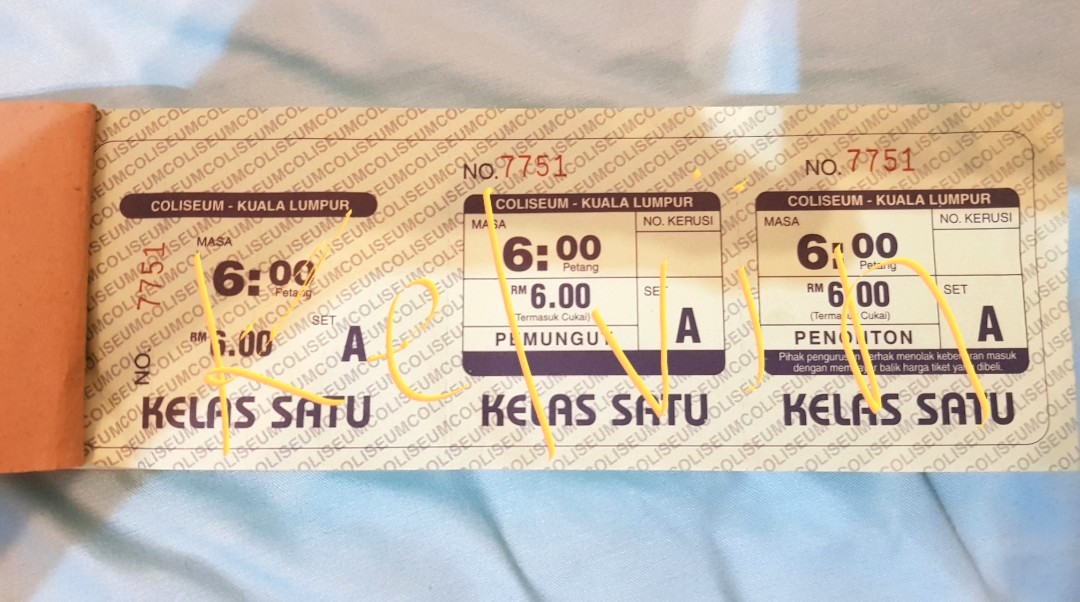 NO. 7751
COLISEUM - KUALA LUMPUR
MASA
6:00
Petang
RM 6.00
SET A
KELAS SATU
NO. 7751
COLISEUM - KUALA LUMPUR
MASA
6:00
Petang
NO. KERUSI
RM 6.00
(Termasuk Cukai)
SET A
PEMUNGUT
KELAS SATU
NO. 7751
COLISEUM - KUALA LUMPUR
MASA
6:00
Petang
NO. KERUSI
RM 6.00
(Termasuk Cukai)
SET A
PENONTON
Pihak pengurusan berhak menolak kebenaran masuk
dengan membayar balik harga tiket yang dibeli.
KELAS SATU
Kelvin